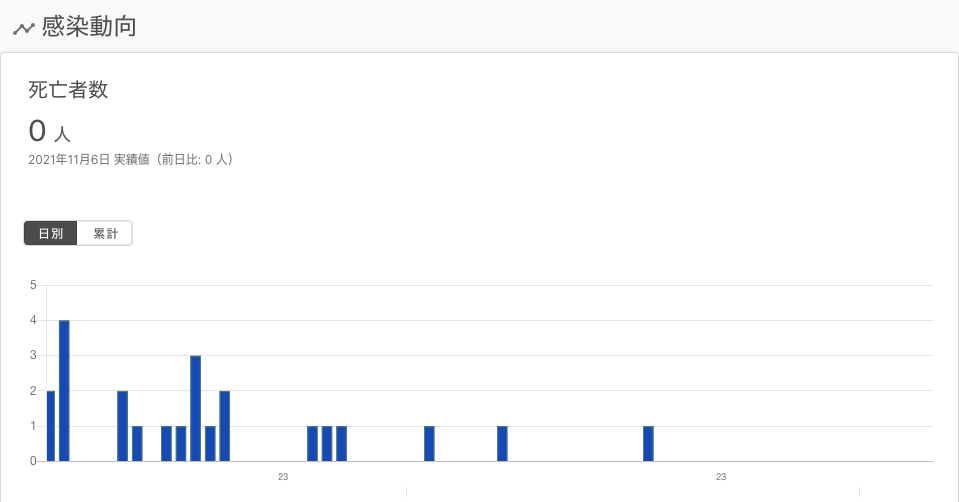 感染動向
死亡者数
0 人
2021年11月6日 実績値（前日比: 0 人）
日別 累計
5
4
3
2
1
0
23 23